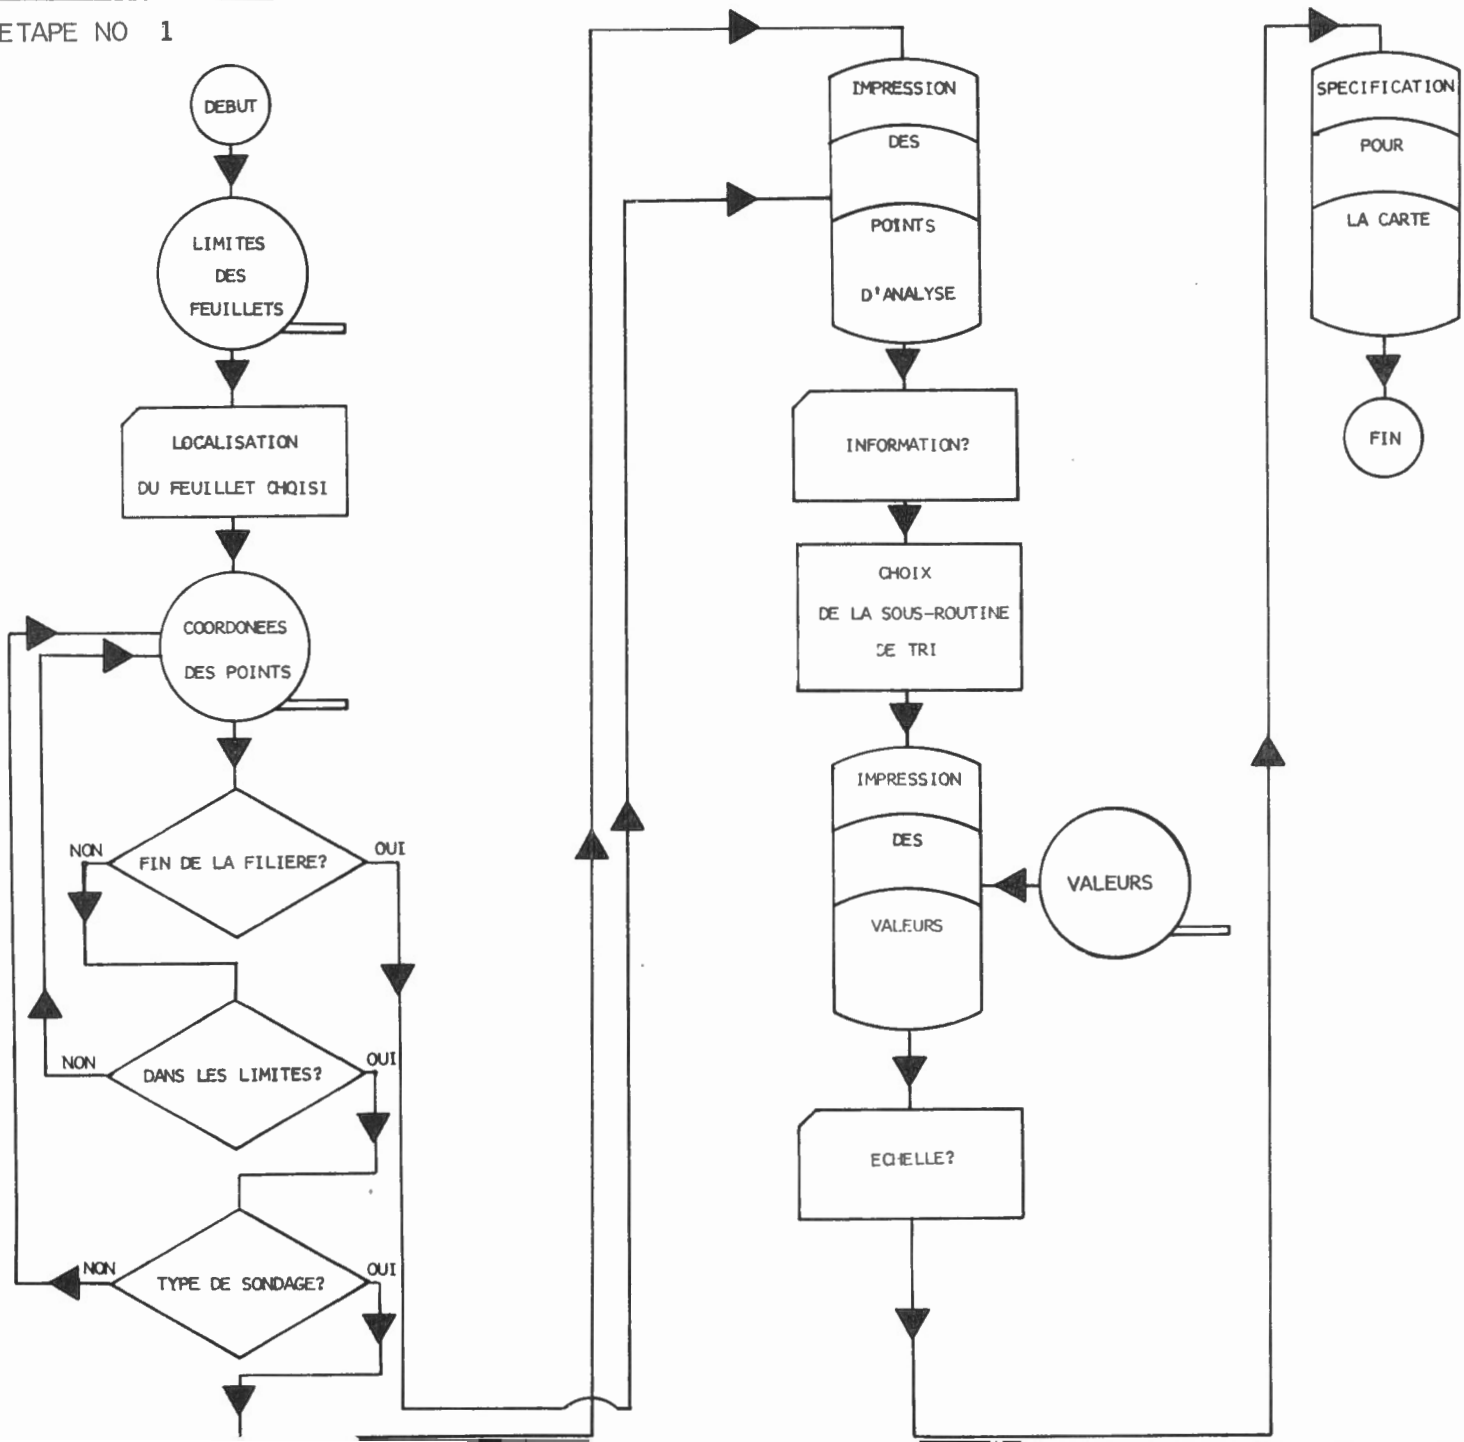 ETAPE NO 1
DEBUT
LIMITES
DES
FEUILLETS
LOCALISATION
DU FEUILLET CHOISI
COORDONEES
DES POINTS
NON
FIN DE LA FILIERE?
OUI
NON
DANS LES LIMITES?
OUI
NON
TYPE DE SONDAGE?
OUI
IMPRESSION
DES
POINTS
D'ANALYSE
INFORMATION?
CHOIX
DE LA SOUS-ROUTINE
DE TRI
IMPRESSION
DES
VALEURS
VALEURS
ECHELLE?
SPECIFICATION
POUR
LA CARTE
FIN